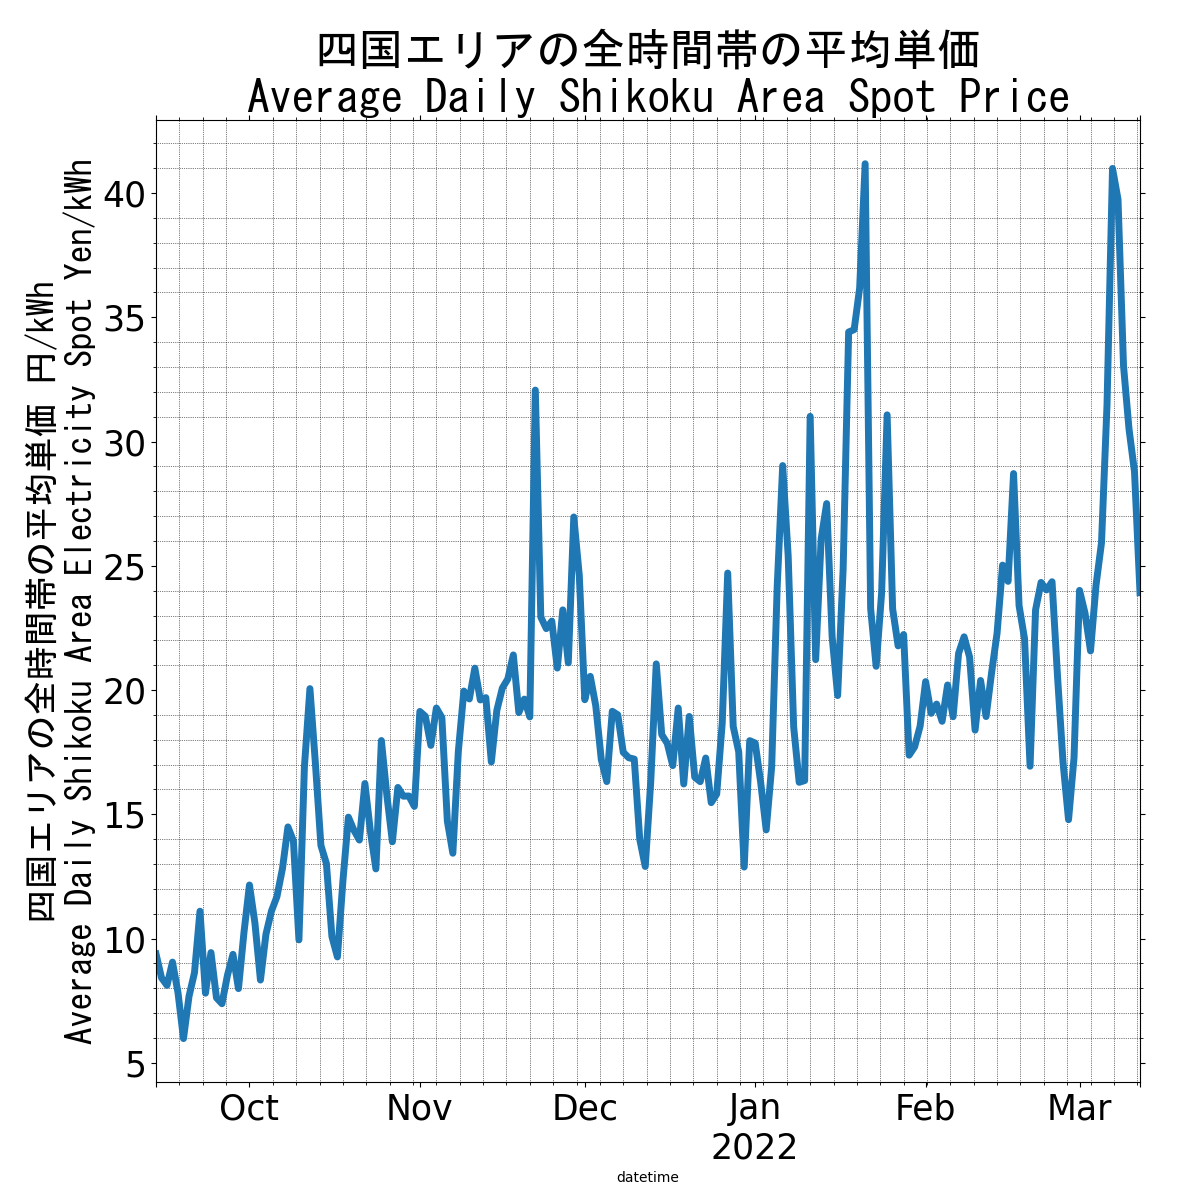 四国エリアの全時間帯の平均単価
Average Daily Shikoku Area Spot Price
四国エリアの全時間帯の平均単価 円/kWh
Average Daily Shikoku Area Electricity Spot Yen/kWh
40
35
30
25
20
15
10
5
Oct
Nov
Dec
Jan
2022
Feb
Mar
datetime